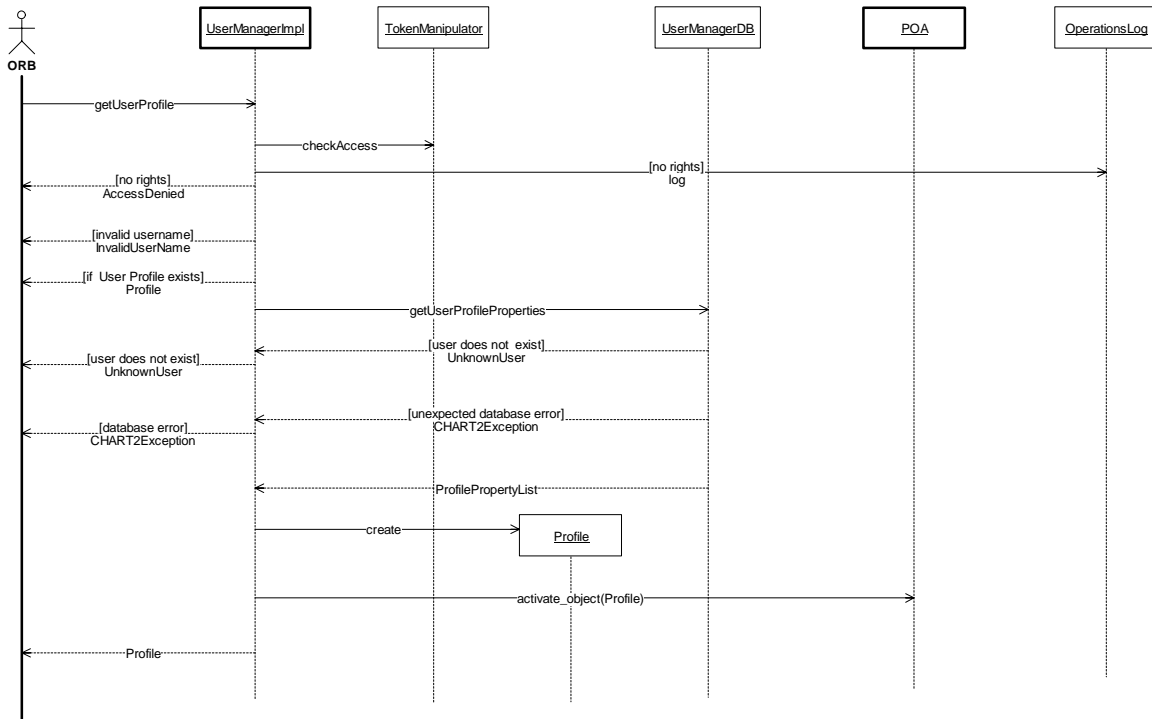 UserManagerImpl
TokenManipulator
UserManagerDB
POA
OperationsLog
ORB
getUserProfile
checkAccess
[no rights]
log
[no rights]
AccessDenied
[invalid username]
InvalidUserName
[if  User Profile exists]
Profile
getUserProfileProperties
[user does not  exist]
UnknownUser
[user does not exist]
UnknownUser
[unexpected database error]
CHART2Exception
[database error]
CHART2Exception
ProfilePropertyList
create
Profile
activate_object(Profile)
Profile